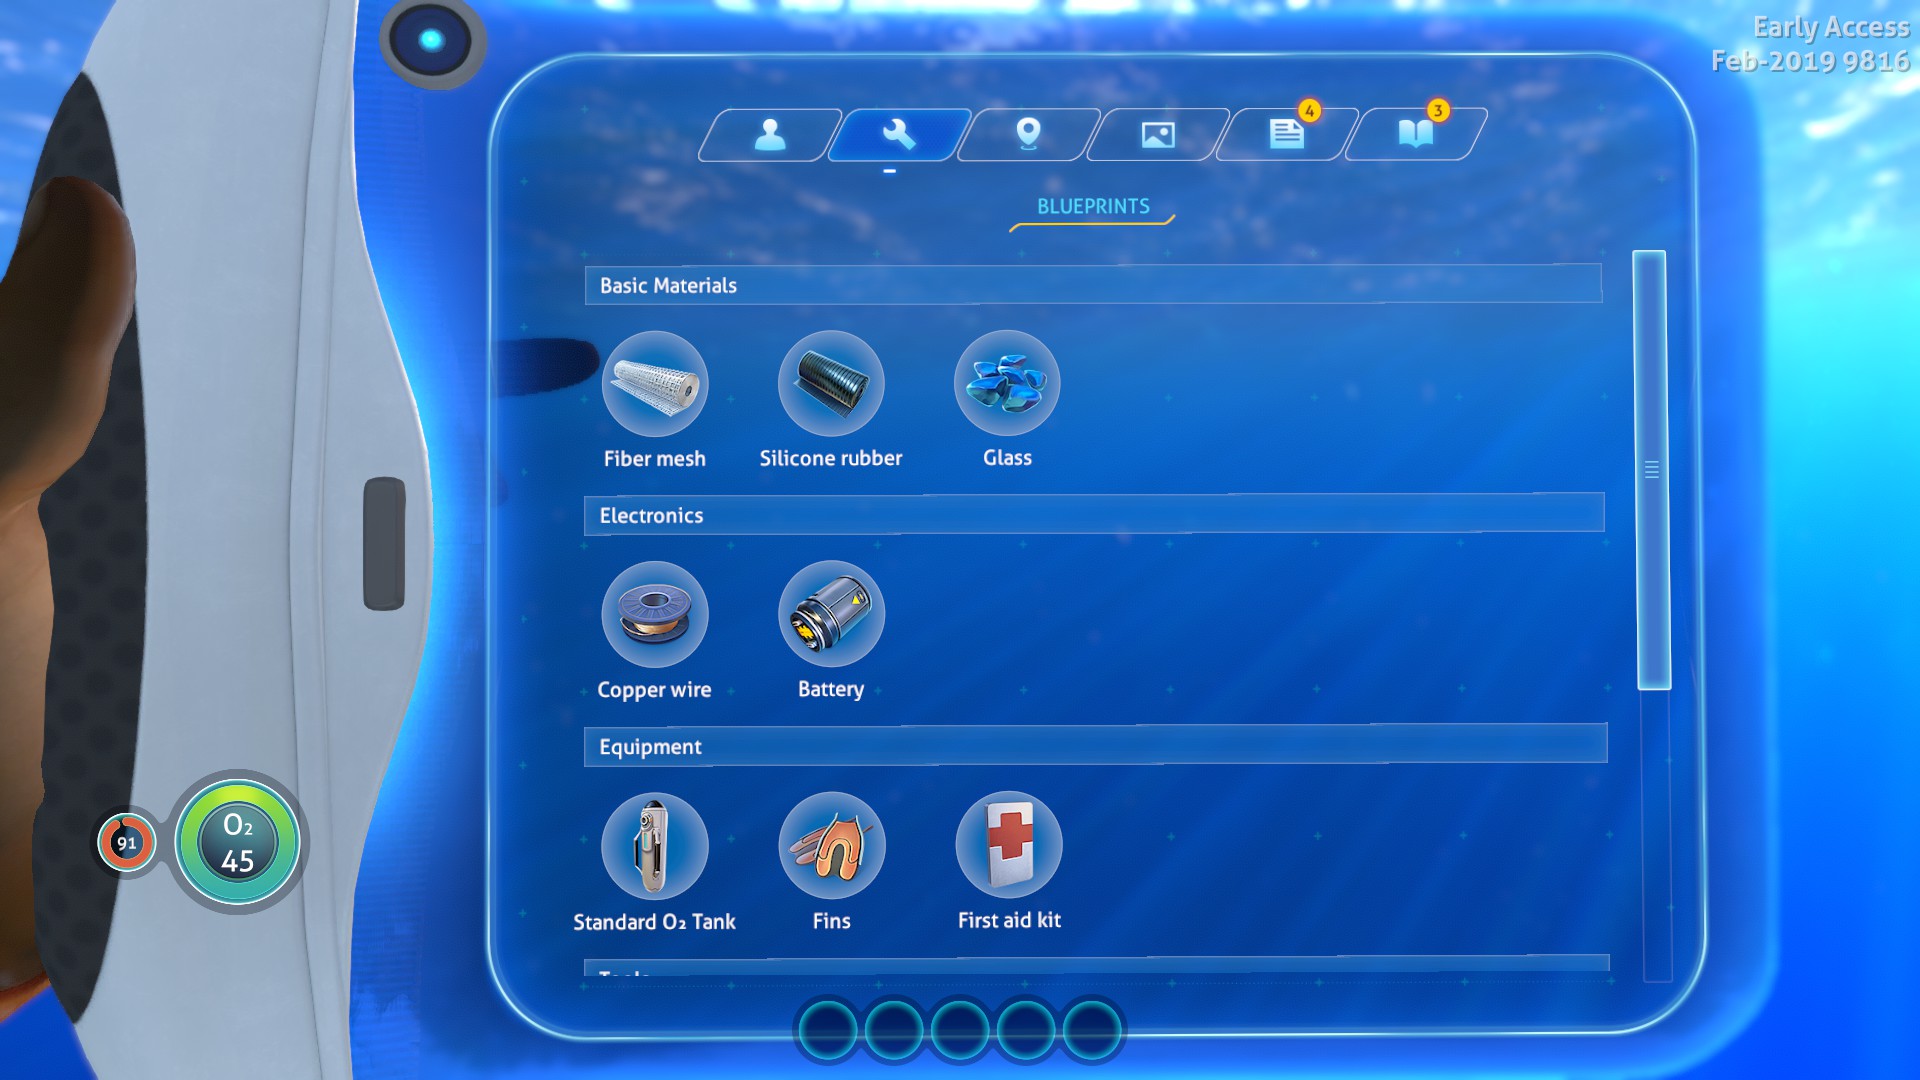 Early Access
Feb-2019 9816
4
3
BLUEPRINTS
Basic Materials
Fiber mesh
Silicone rubber
Glass
Electronics
Copper wire
Battery
Equipment
91
O₂
45
Standard O₂ Tank
Fins
First aid kit
Tools